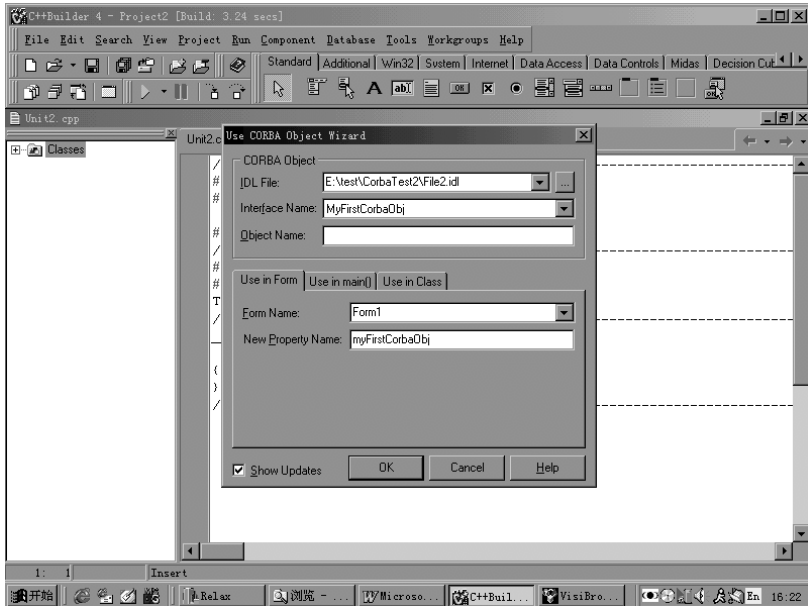 C++Builder 4 - Project2 [Build: 3.24 secs]
File Edit Search View Project Run Component Database Tools Workgroups Help
Standard Additional Win32 System Internet Data Access Data Controls Midas Decision Cub
Unit2.cpp
Classes
Unit2.c
Use CORBA Object Wizard
CORBA Object
IDL File: E:\test\CorbaTest2\File2.idl ...
Interface Name: MyFirstCorbaObj
Object Name:
Use in Form Use in main() Use in Class
Form Name: Form1
New Property Name: myFirstCorbaObj
Show Updates OK Cancel Help
1: 1 Insert
开始 Relax 浏览 - ... Microso... C++Buil... VisiBro... En 16:22